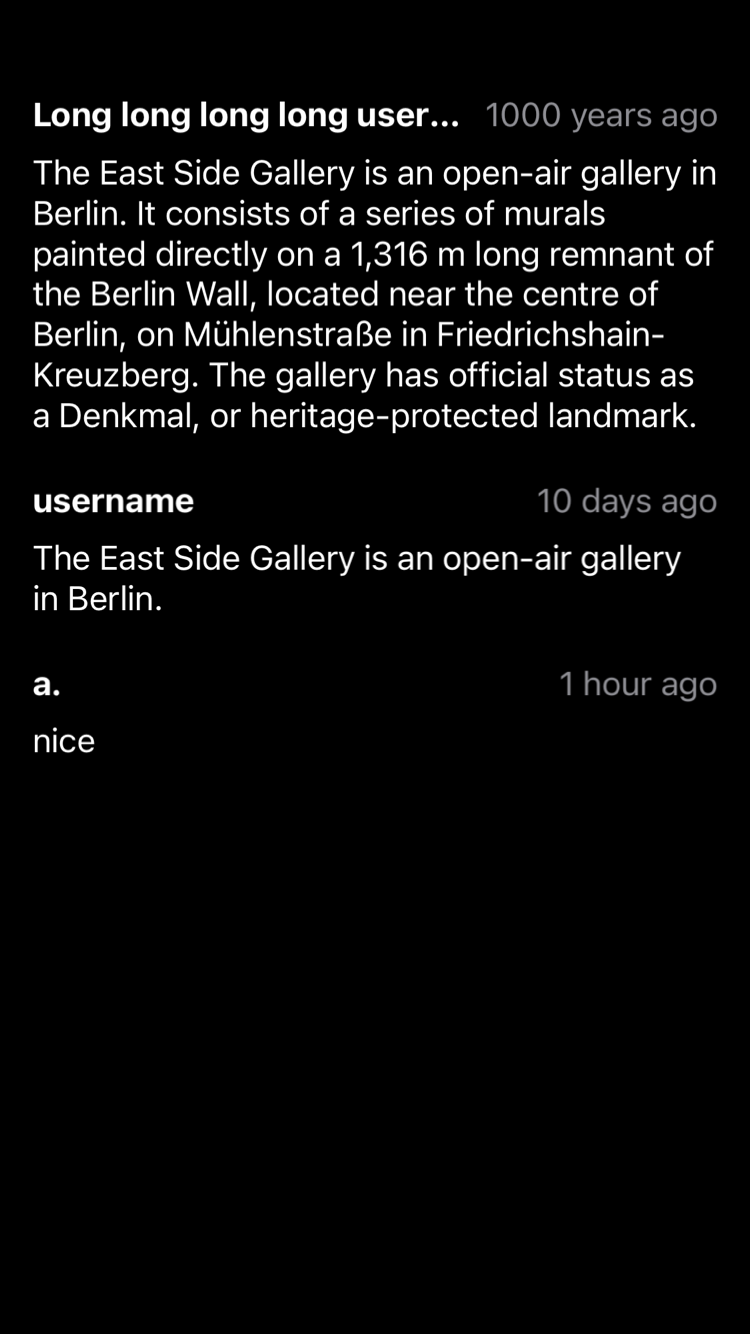 Long long long long user... 1000 years ago
The East Side Gallery is an open-air gallery in
Berlin. It consists of a series of murals
painted directly on a 1,316 m long remnant of
the Berlin Wall, located near the centre of
Berlin, on Mühlenstraße in Friedrichshain-
Kreuzberg. The gallery has official status as
a Denkmal, or heritage-protected landmark.
username 10 days ago
The East Side Gallery is an open-air gallery
in Berlin.
a. 1 hour ago
nice